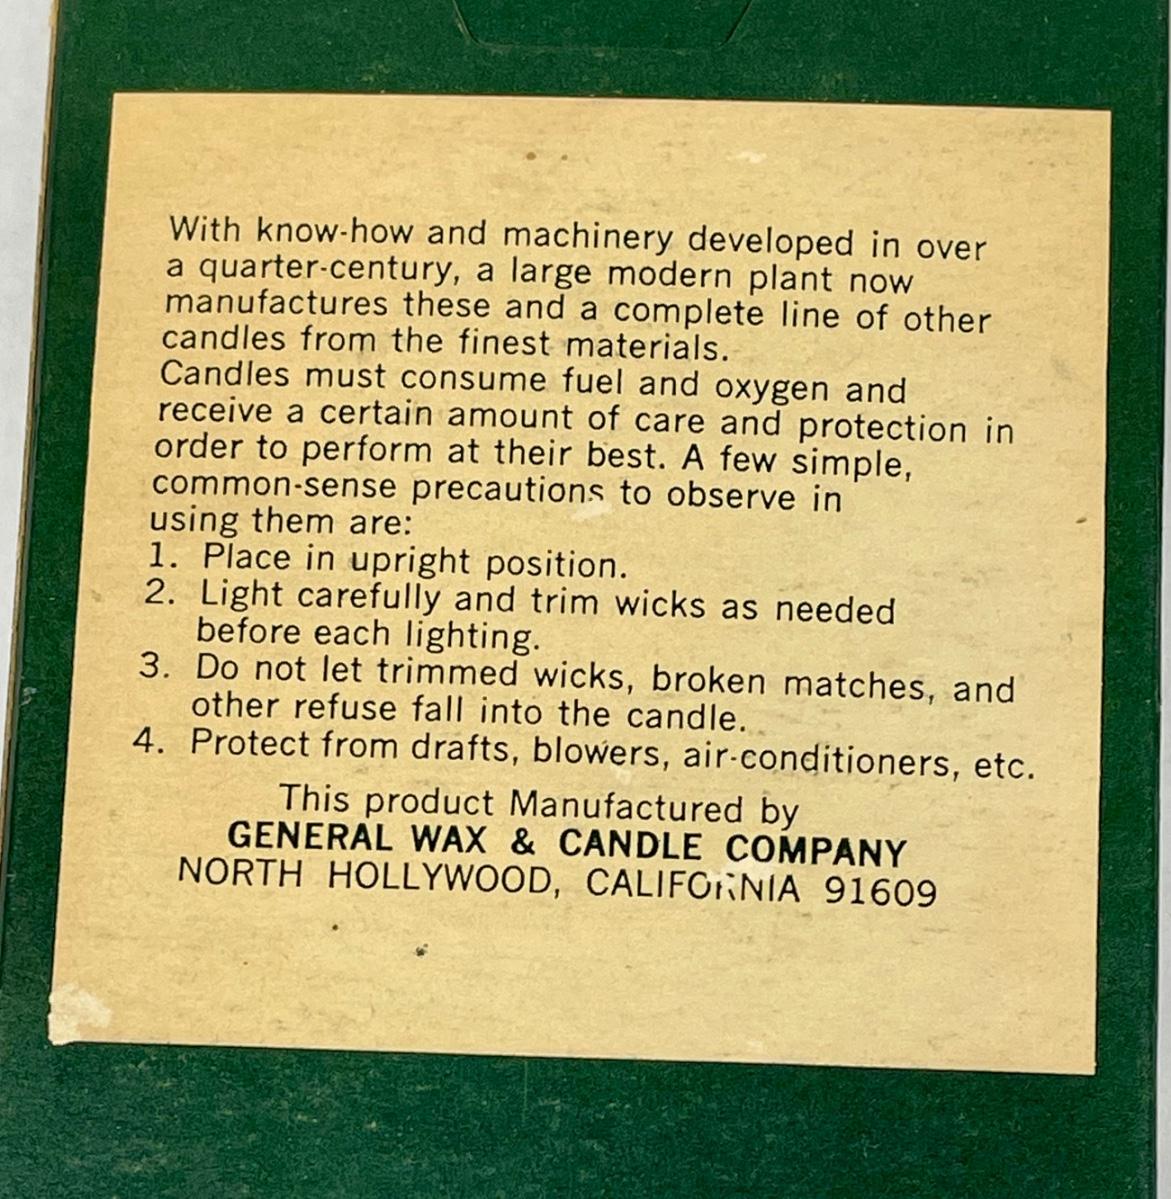 With know-how and machinery developed in over
a quarter-century, a large modern plant now
manufactures these and a complete line of other
candles from the finest materials.
Candles must consume fuel and oxygen and
receive a certain amount of care and protection in
order to perform at their best. A few simple,
common-sense precautions to observe in
using them are:
1. Place in upright position.
2. Light carefully and trim wicks as needed
before each lighting.
3. Do not let trimmed wicks, broken matches, and
other refuse fall into the candle.
4. Protect from drafts, blowers, air-conditioners, etc.
This product Manufactured by
GENERAL WAX & CANDLE COMPANY
NORTH HOLLYWOOD, CALIFORNIA 91609